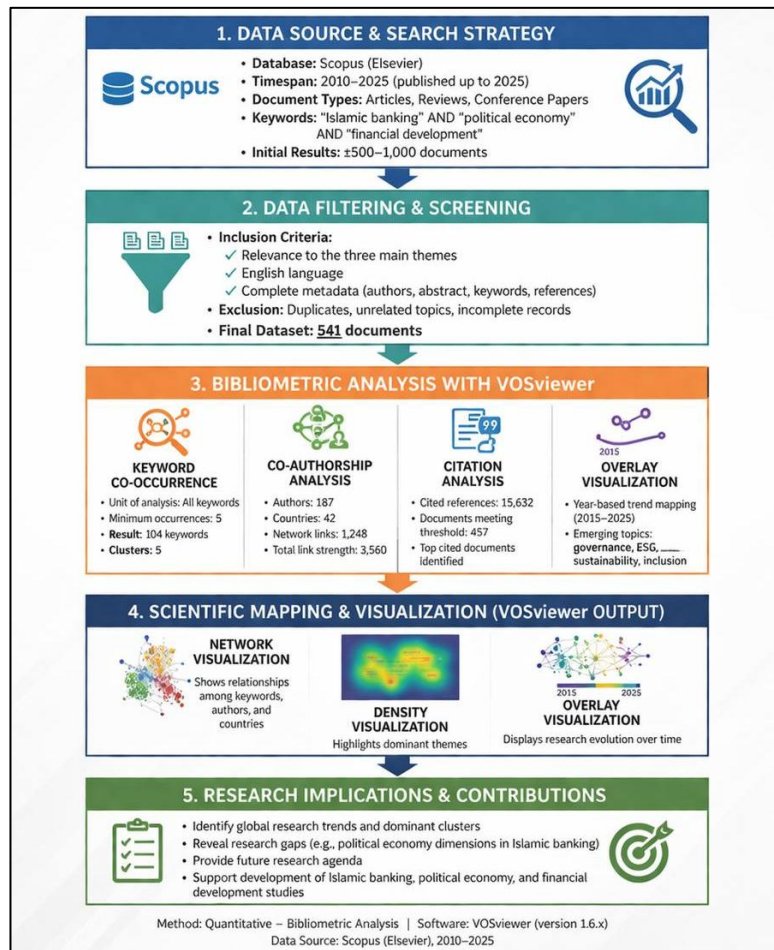 1. DATA SOURCE & SEARCH STRATEGY
Scopus
• Database: Scopus (Elsevier)
• Timespan: 2010–2025 (published up to 2025)
• Document Types: Articles, Reviews, Conference Papers
• Keywords: "Islamic banking" AND "political economy"
AND "financial development"
• Initial Results: ±500–1,000 documents
2. DATA FILTERING & SCREENING
• Inclusion Criteria:
✓ Relevance to the three main themes
✓ English language
✓ Complete metadata (authors, abstract, keywords, references)
• Exclusion: Duplicates, unrelated topics, incomplete records
• Final Dataset: 541 documents
3. BIBLIOMETRIC ANALYSIS WITH VOSviewer
KEYWORD
CO-OCCURRENCE
• Unit of analysis: All keywords
• Minimum occurrences: 5
• Result: 104 keywords
• Clusters: 5
CO-AUTHORSHIP
ANALYSIS
• Authors: 187
• Countries: 42
• Network links: 1,248
• Total link strength: 3,560
99
CITATION
ANALYSIS
• Cited references: 15,632
• Documents meeting
threshold: 457
• Top cited documents
identified
2015
OVERLAY
VISUALIZATION
• Year-based trend mapping
(2015–2025)
• Emerging topics:
governance, ESG, ___
sustainability, inclusion
4. SCIENTIFIC MAPPING & VISUALIZATION (VOSviewer OUTPUT)
NETWORK
VISUALIZATION
• Shows relationships
among keywords,
authors, and
countries
DENSITY
VISUALIZATION
Highlights dominant themes
2015 2025
OVERLAY
VISUALIZATION
Displays research evolution over time
5. RESEARCH IMPLICATIONS & CONTRIBUTIONS
• Identify global research trends and dominant clusters
• Reveal research gaps (e.g., political economy dimensions in Islamic banking)
• Provide future research agenda
• Support development of Islamic banking, political economy, and financial
development studies
Method: Quantitative – Bibliometric Analysis | Software: VOSviewer (version 1.6.x)
Data Source: Scopus (Elsevier), 2010–2025